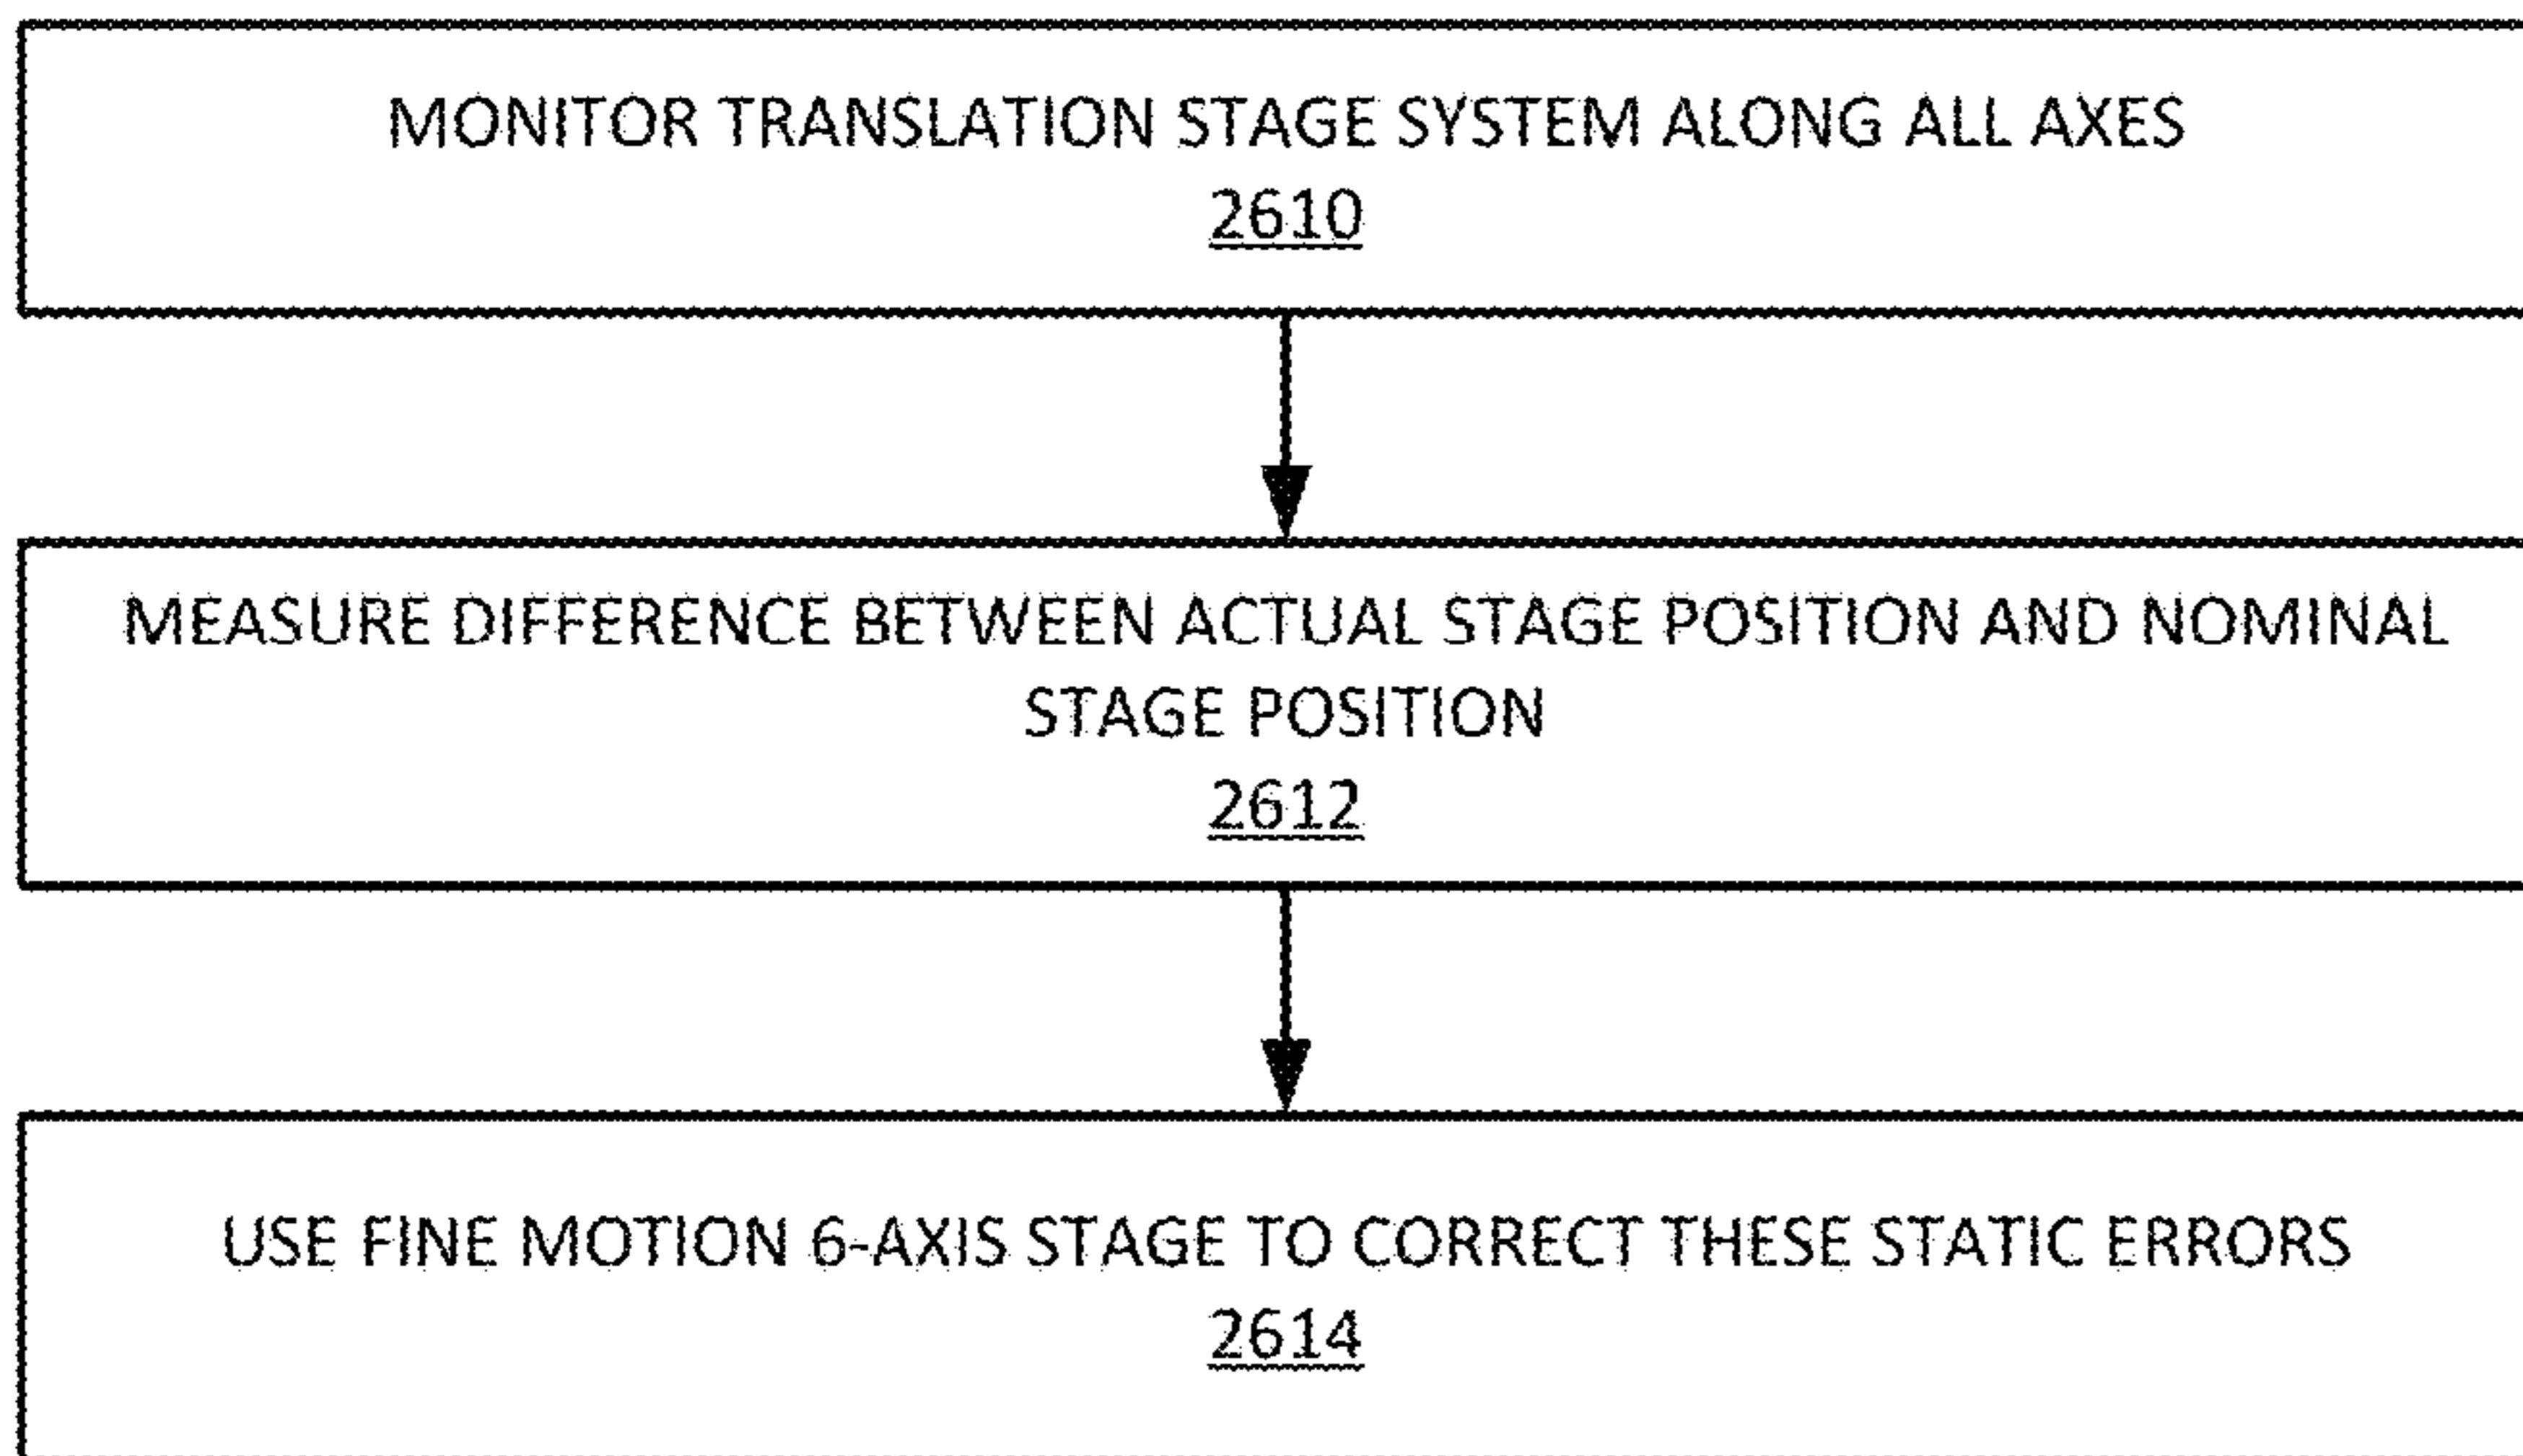 MONITOR TRANSLATION STAGE SYSTEM ALONG ALL AXES
2610
MEASURE DIFFERENCE BETWEEN ACTUAL STAGE POSITION AND NOMINAL
STAGE POSITION
2612
USE FINE MOTION 6-AXIS STAGE TO CORRECT THESE STATIC ERRORS
2614